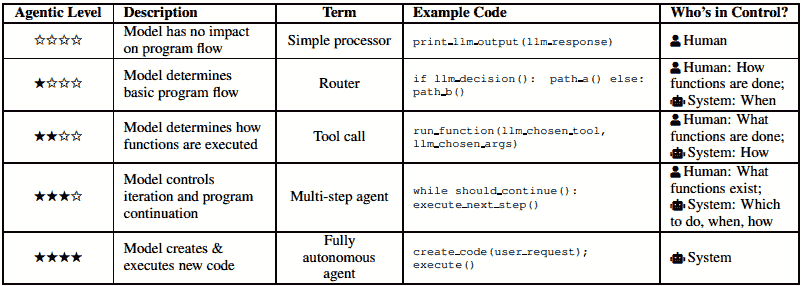 Agentic Level Description Term Example Code Who's in Control?
☆☆☆☆ Model has no impact on program flow Simple processor print_llm_output(llm_response) Human
★☆☆☆ Model determines basic program flow Router if llm_decision(): path_a() else: path_b() Human: How functions are done; System: When
★★☆☆ Model determines how functions are executed Tool call run_function(llm_chosen_tool, llm_chosen_args) Human: What functions are done; System: How
★★★☆ Model controls iteration and program continuation Multi-step agent while should_continue(): execute_next_step() Human: What functions exist; System: Which to do, when, how
★★★★ Model creates & executes new code Fully autonomous agent create_code(user_request); execute() System